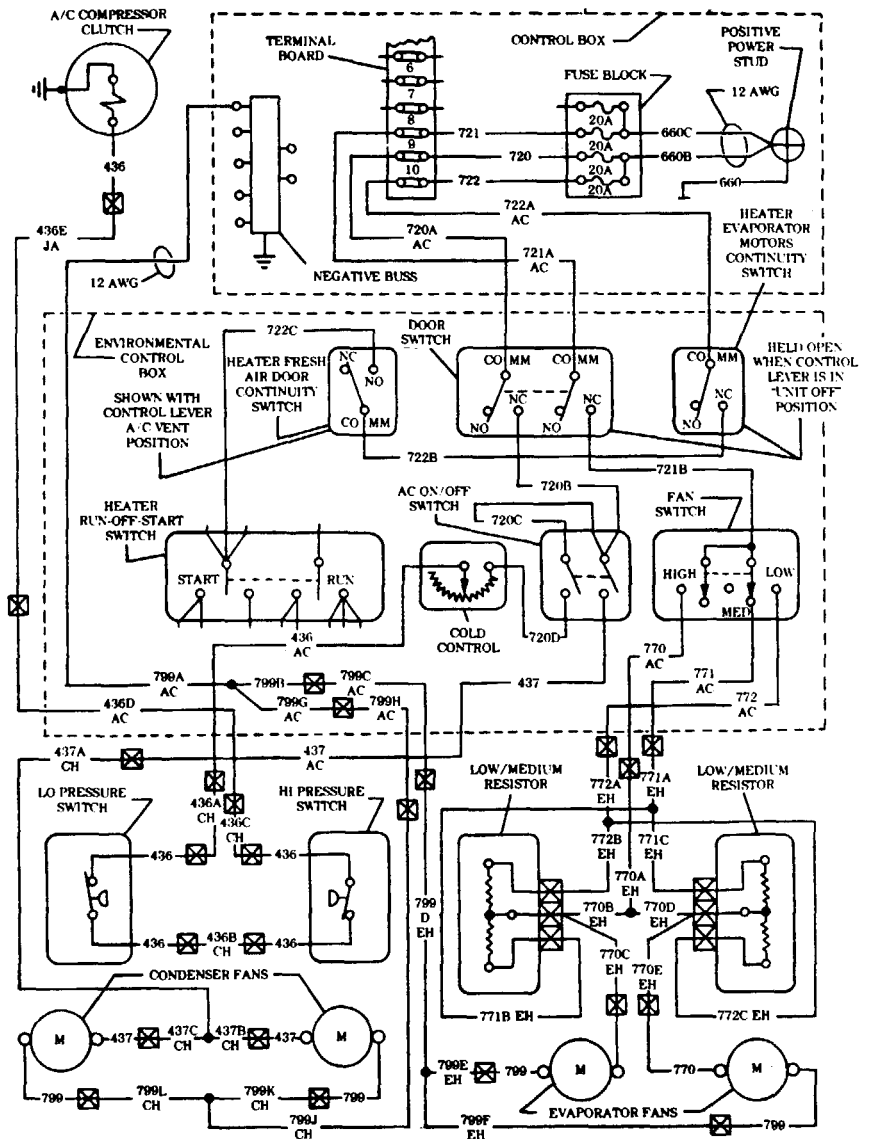 A/C COMPRESSOR
CLUTCH
TERMINAL
BOARD
CONTROL BOX
POSITIVE
POWER
STUD
FUSE BLOCK
12 AWG
6
7
8
9
10
20A
20A
20A
20A
721
720
722
660C
660B
660
436
436E
JA
12 AWG
NEGATIVE BUSS
720A
AC
722A
AC
721A
AC
HEATER
EVAPORATOR
MOTORS
CONTINUITY
SWITCH
ENVIRONMENTAL
CONTROL
BOX
722C
DOOR
SWITCH
HEATER FRESH
AIR DOOR
CONTINUITY
SWITCH
NC
NO
CO MM
CO MM
CO MM
NO
NC
NO
NC
CO MM
NO
NC
HELD OPEN
WHEN CONTROL
LEVER IS IN
"UNIT OFF"
POSITION
SHOWN WITH
CONTROL LEVER
A/C VENT
POSITION
722B
721B
720B
HEATER
RUN-OFF-START
SWITCH
AC ON/OFF
SWITCH
720C
FAN
SWITCH
START
RUN
HIGH
LOW
MED
COLD
CONTROL
720D
436
AC
770
AC
771
AC
772
AC
799A
AC
799B
799C
AC
799G
AC
799H
AC
437
436D
AC
437A
CH
437
AC
LO PRESSURE
SWITCH
HI PRESSURE
SWITCH
436A
CH
436C
CH
436
436
436
436B
CH
436
LOW/MEDIUM
RESISTOR
LOW/MEDIUM
RESISTOR
772A
EH
771A
EH
772B
EH
771C
EH
770A
EH
770B
EH
770D
EH
770C
EH
770E
EH
771B EH
772C EH
799
D
EH
CONDENSER FANS
M
437
437C
CH
437B
CH
437
M
799
799L
CH
799K
CH
799
799J
CH
799E
EH
799
M
770
M
EVAPORATOR FANS
799F
EH
799